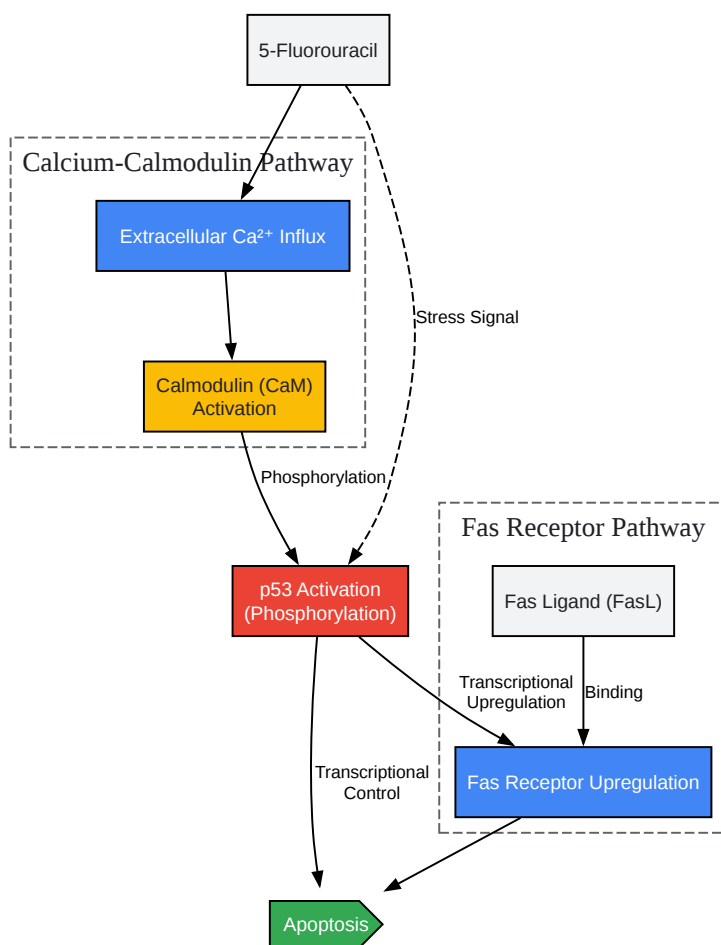 5-Fluorouracil
Calcium-Calmodulin Pathway
Extracellular Ca²⁺ Influx
Stress Signal
Calmodulin (CaM)
Activation
Phosphorylation
Fas Receptor Pathway
p53 Activation
(Phosphorylation)
Fas Ligand (FasL)
Transcriptional
Upregulation
Binding
Transcriptional
Control
Fas Receptor Upregulation
Apoptosis